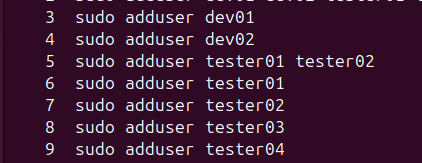 3 sudo adduser dev01
4 sudo adduser dev02
5 sudo adduser tester01 tester02
6 sudo adduser tester01
7 sudo adduser tester02
8 sudo adduser tester03
9 sudo adduser tester04